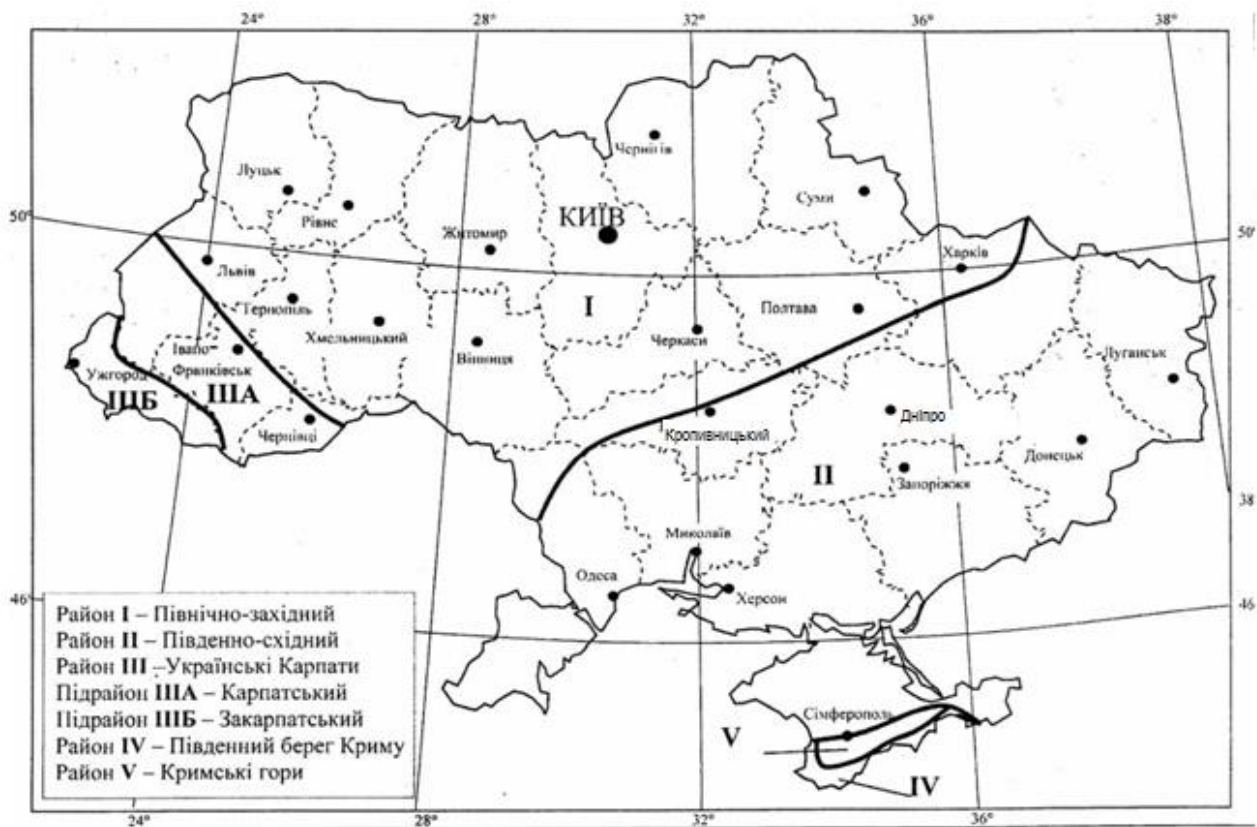 24° 28° 32° 36° 38°
Чернігів
Луцьк
Рівне
Суми
50°
КИЇВ
Житомир
50°
Харків
Львів
Тернопіль
I
Полтава
Хмельницький
Черкаси
Вінниця
Івано-
Франківськ
Ужгород
IIIБ
IIIА
Луганськ
Чернівці
Дніпро
Кропивницький
Донецьк
II
Запоріжжя
38
Миколаїв
Одеса
Херсон
46
46
Район I – Північно-західний
Район II – Південно-східний
Район III –Українські Карпати
Підрайон IIIА – Карпатський
Підрайон IIIБ – Закарпатський
Район IV – Південний берег Криму
Район V – Кримські гори
Сімферополь
V
IV
24° 28° 32° 36°